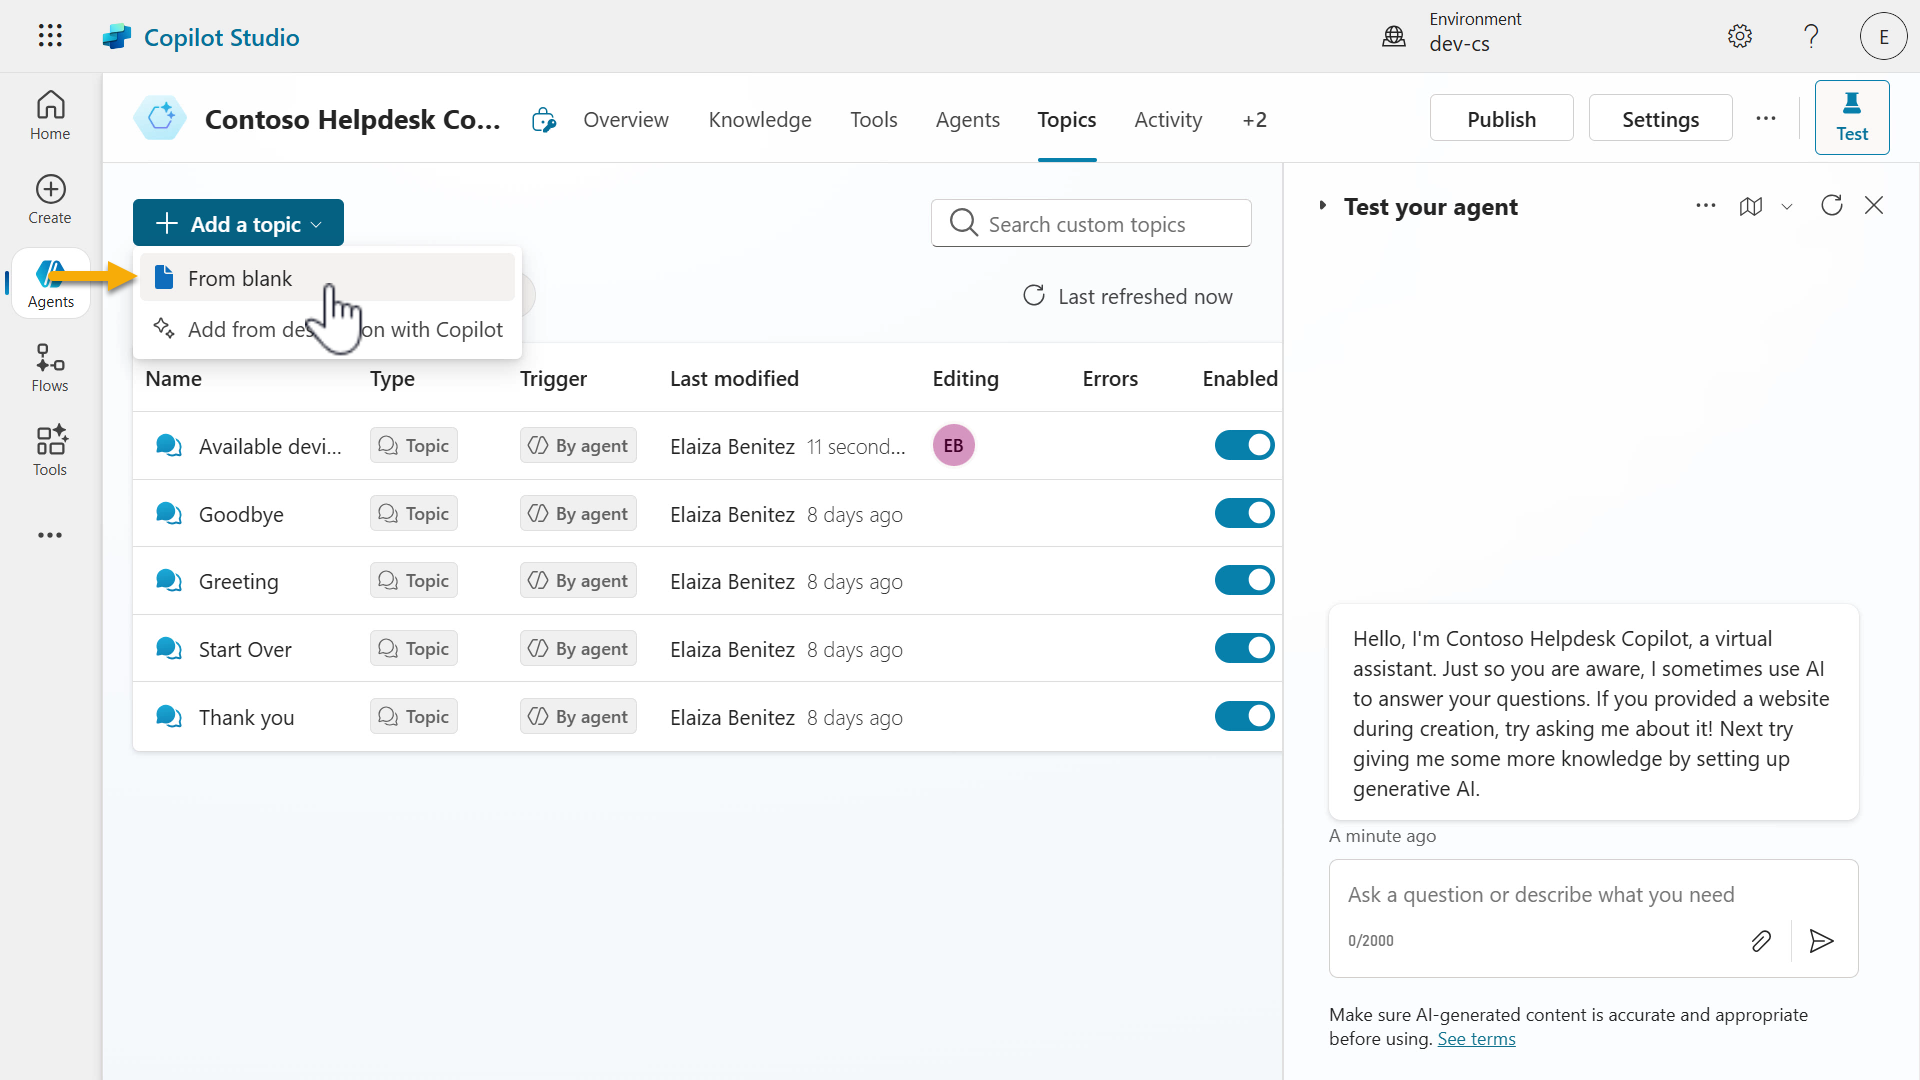 Copilot Studio
Environment
dev-cs
E
Home
Create
Agents
Flows
Tools
Contoso Helpdesk Co...
Overview
Knowledge
Tools
Agents
Topics
Activity
+2
Publish
Settings
Test
Add a topic
Search custom topics
From blank
Add from on with Copilot
Last refreshed now
Name Type Trigger Last modified Editing Errors Enabled
Available devi... Topic By agent Elaiza Benitez 11 second... EB
Goodbye Topic By agent Elaiza Benitez 8 days ago
Greeting Topic By agent Elaiza Benitez 8 days ago
Start Over Topic By agent Elaiza Benitez 8 days ago
Thank you Topic By agent Elaiza Benitez 8 days ago
Test your agent
Hello, I'm Contoso Helpdesk Copilot, a virtual
assistant. Just so you are aware, I sometimes use AI
to answer your questions. If you provided a website
during creation, try asking me about it! Next try
giving me some more knowledge by setting up
generative AI.
A minute ago
Ask a question or describe what you need
0/2000
Make sure AI-generated content is accurate and appropriate
before using. See terms